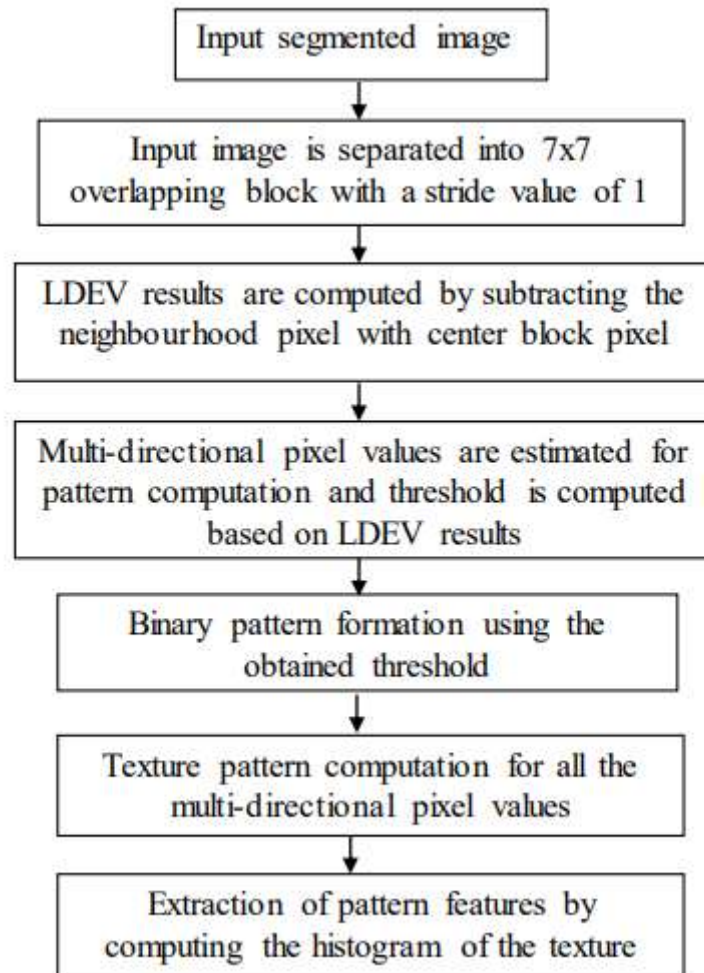 Input segmented image
Input image is separated into 7x7
overlapping block with a stride value of 1
LDEV results are computed by subtracting the
neighbourhood pixel with center block pixel
Multi-directional pixel values are estimated for
pattern computation and threshold is computed
based on LDEV results
Binary pattern formation using the
obtained threshold
Texture pattern computation for all the
multi-directional pixel values
Extraction of pattern features by
computing the histogram of the texture